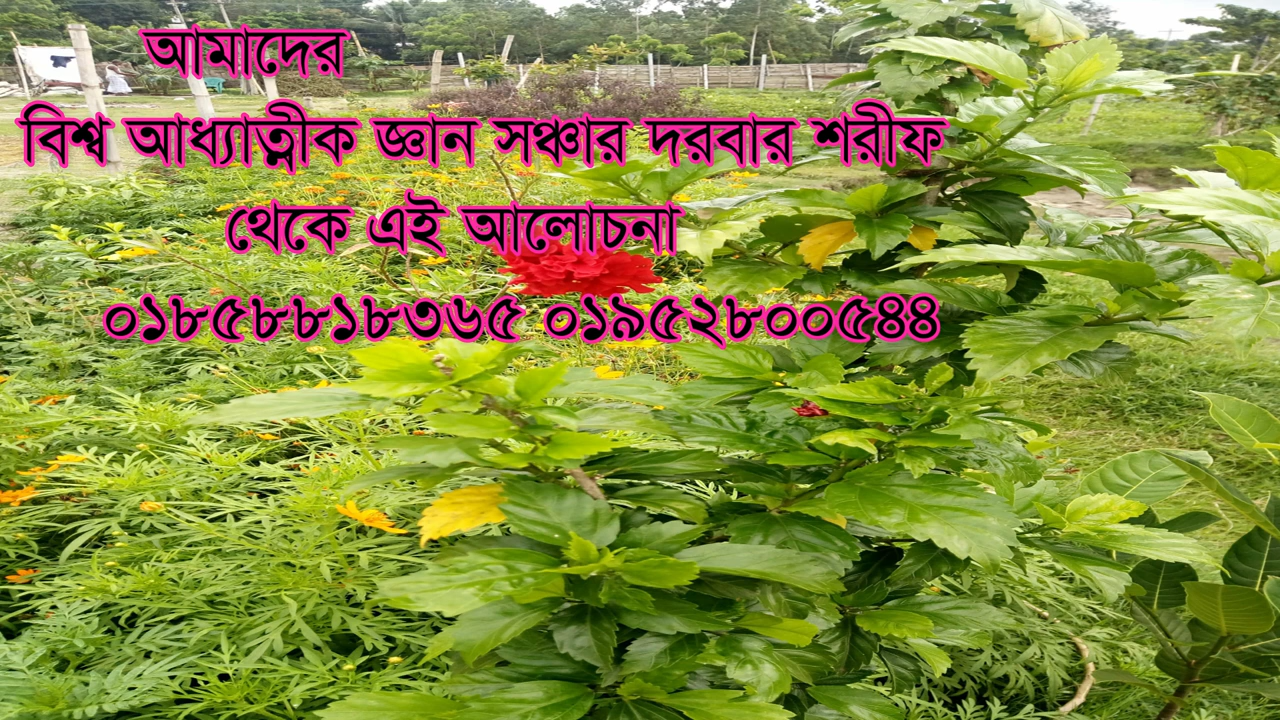 আমাদের
বিশ্ব আধ্যাত্নীক জ্ঞান সঞ্চার দরবার শরীফ
থেকে এই আলোচনা
০১৮৫৮৮১৮৩৬৫ ০১৯৫২৮০০৫৪৪